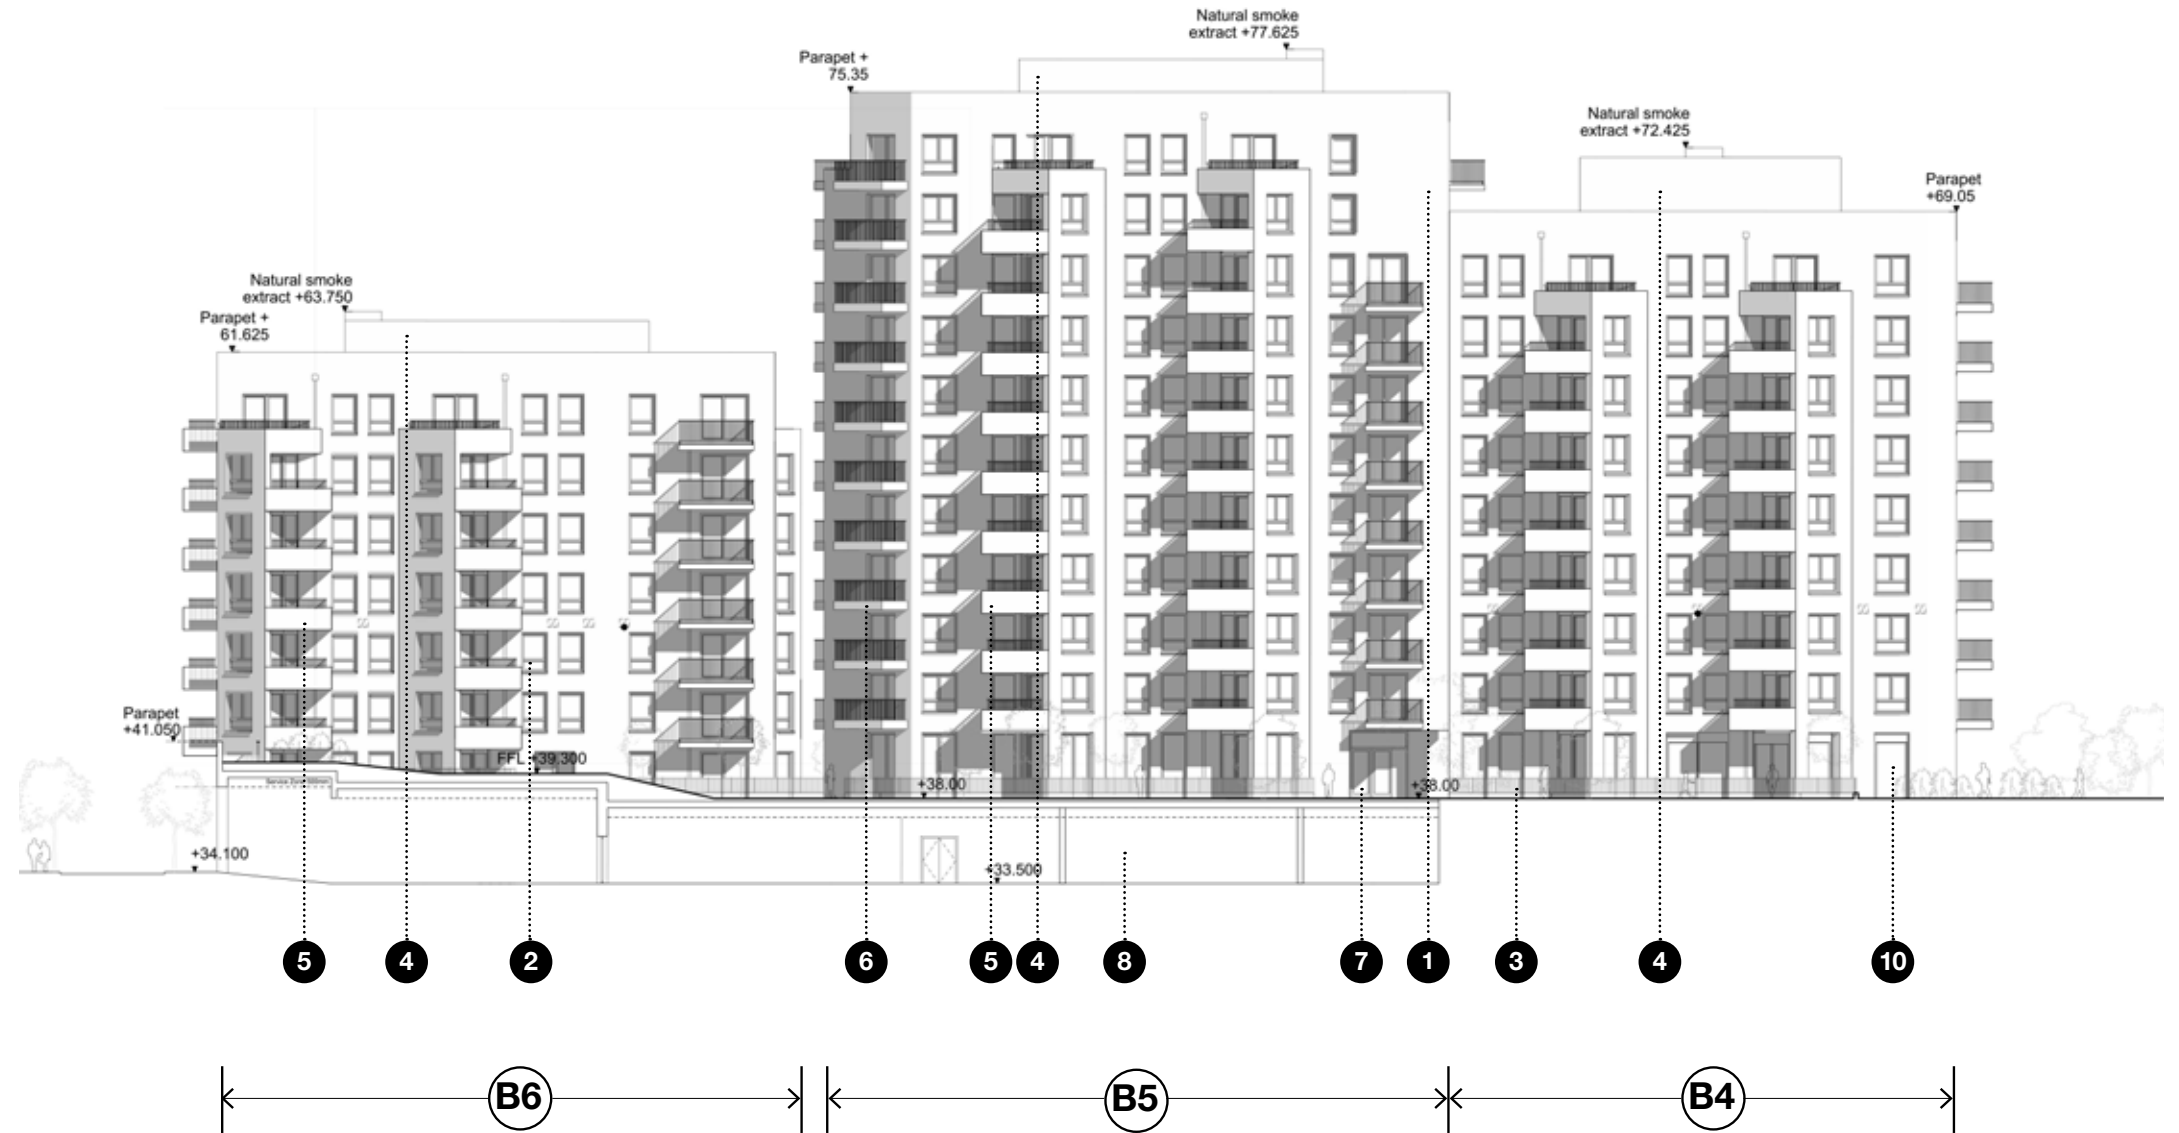 Natural smoke
extract +77.625
Parapet +
75.35
Natural smoke
extract +72.425
Parapet
+69.05
Natural smoke
extract +63.750
Parapet +
61.625
Parapet
+41.050
FFL +39.300
+38.00
+38.00
+34.100
+33.500
5
4
2
6
5
4
8
7
1
3
4
10
B6
B5
B4